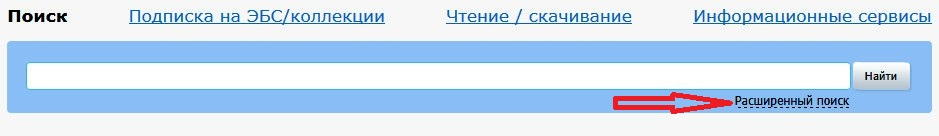 Поиск Подписка на ЭБС/коллекции Чтение / скачивание Информационные сервисы
Найти
Расширенный поиск